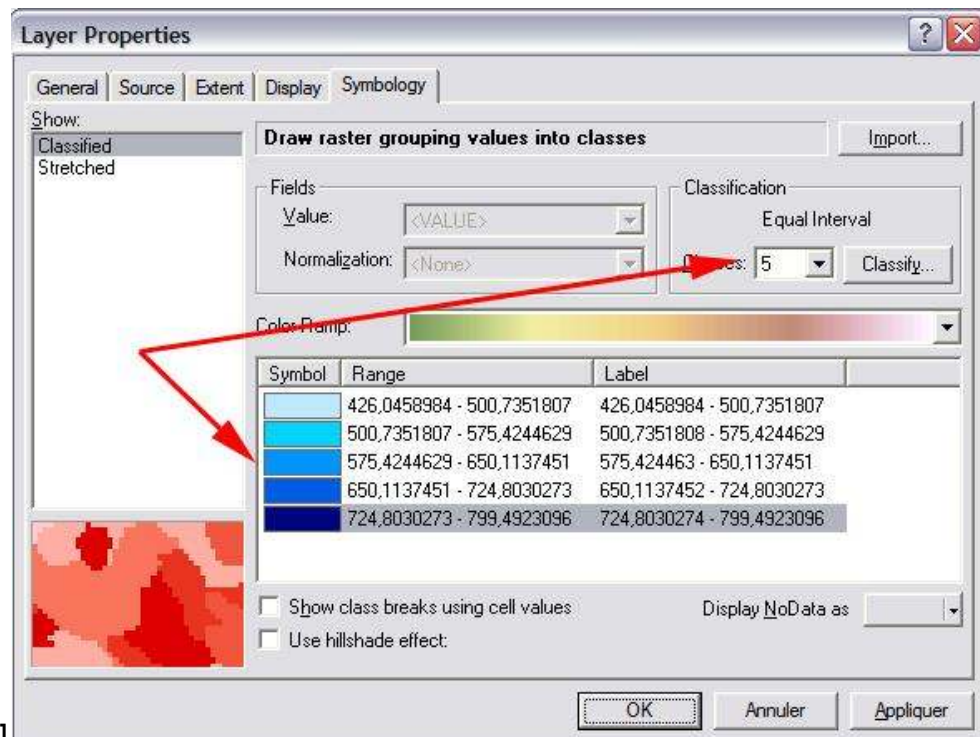 Layer Properties
General Source Extent Display Symbology
Show:
Classified
Stretched
Draw raster grouping values into classes
Import...
Fields
Value: <VALUE>
Normalization: <None>
Classification
Equal Interval
Classes: 5 Classify...
Color Ramp:
Symbol Range Label
426,0458984 - 500,7351807 426,0458984 - 500,7351807
500,7351807 - 575,4244629 500,7351808 - 575,4244629
575,4244629 - 650,1137451 575,424463 - 650,1137451
650,1137451 - 724,8030273 650,1137452 - 724,8030273
724,8030273 - 799,4923096 724,8030274 - 799,4923096
Show class breaks using cell values
Display NoData as
Use hillshade effect:
OK Annuler Appliquer